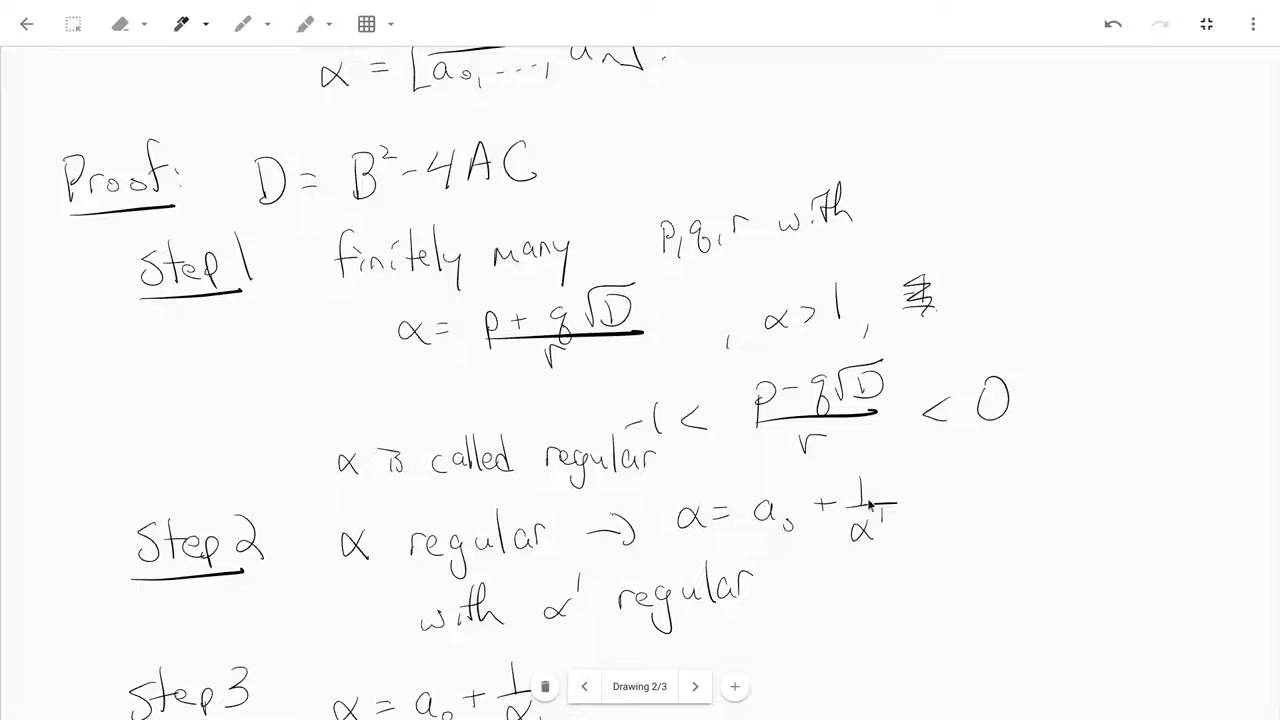 α = [a₀, ..., aₙ].
Proof: D = B² - 4AC
Step 1 finitely many p, q, r with
α = (p + q√D)/r , α > 1,
-1 < (p - q√D)/r < 0
α is called regular
Step 2 α regular → α = a₀ + 1/α'
with α' regular
Step 3 α = a₀ + 1/α₁
Drawing 2/3